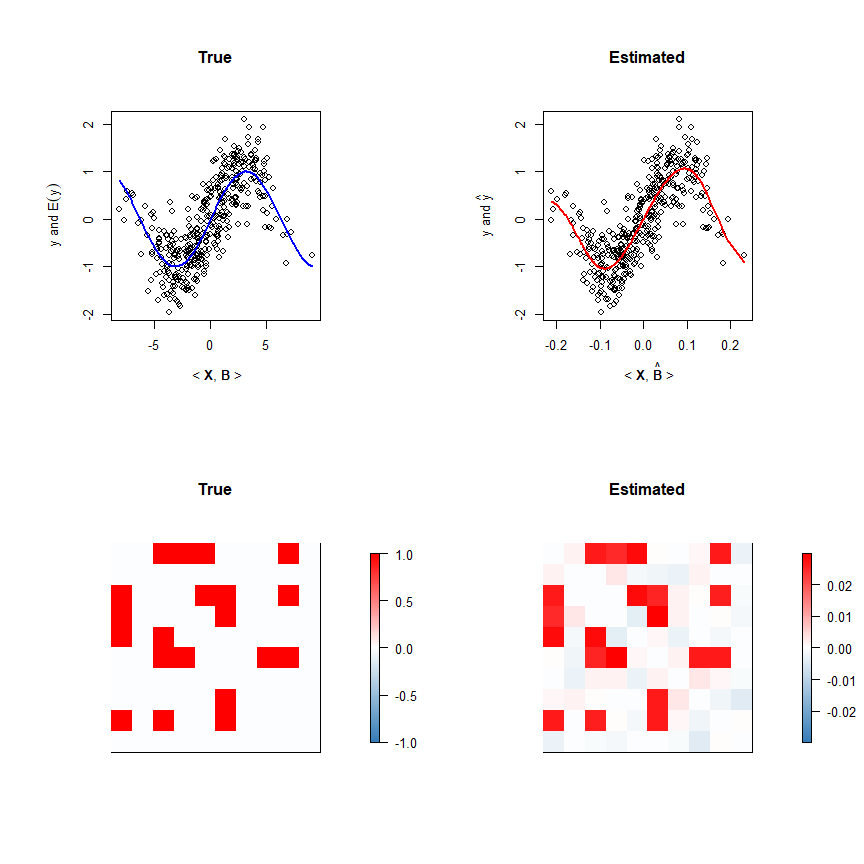 True
2
1
0
-1
-2
y and E(y)
-5 0 5
< X, B >
Estimated
2
1
0
-1
-2
y and ŷ
-0.2 -0.1 0.0 0.1 0.2
< X, B̂ >
True
1.0
0.5
0.0
-0.5
-1.0
Estimated
0.02
0.01
0.00
-0.01
-0.02